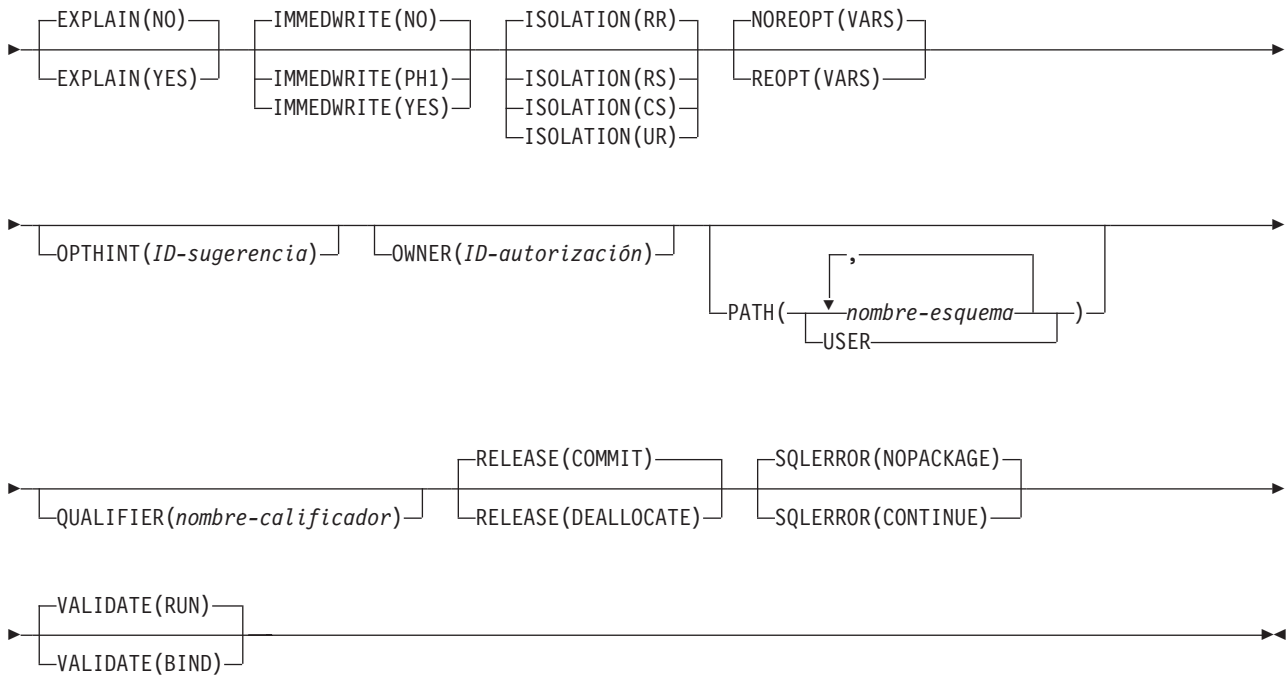 EXPLAIN(NO) IMMEDWRITE(NO) ISOLATION(RR) NOREOPT(VARS)
EXPLAIN(YES) IMMEDWRITE(PH1) ISOLATION(RS) REOPT(VARS)
IMMEDWRITE(YES) ISOLATION(CS)
ISOLATION(UR)
OPTHINT(ID-sugerencia) OWNER(ID-autorización) ,
PATH( nombre-esquema )
USER
RELEASE(COMMIT) SQLERROR(NOPACKAGE)
QUALIFIER(nombre-calificador) RELEASE(DEALLOCATE) SQLERROR(CONTINUE)
VALIDATE(RUN)
VALIDATE(BIND)